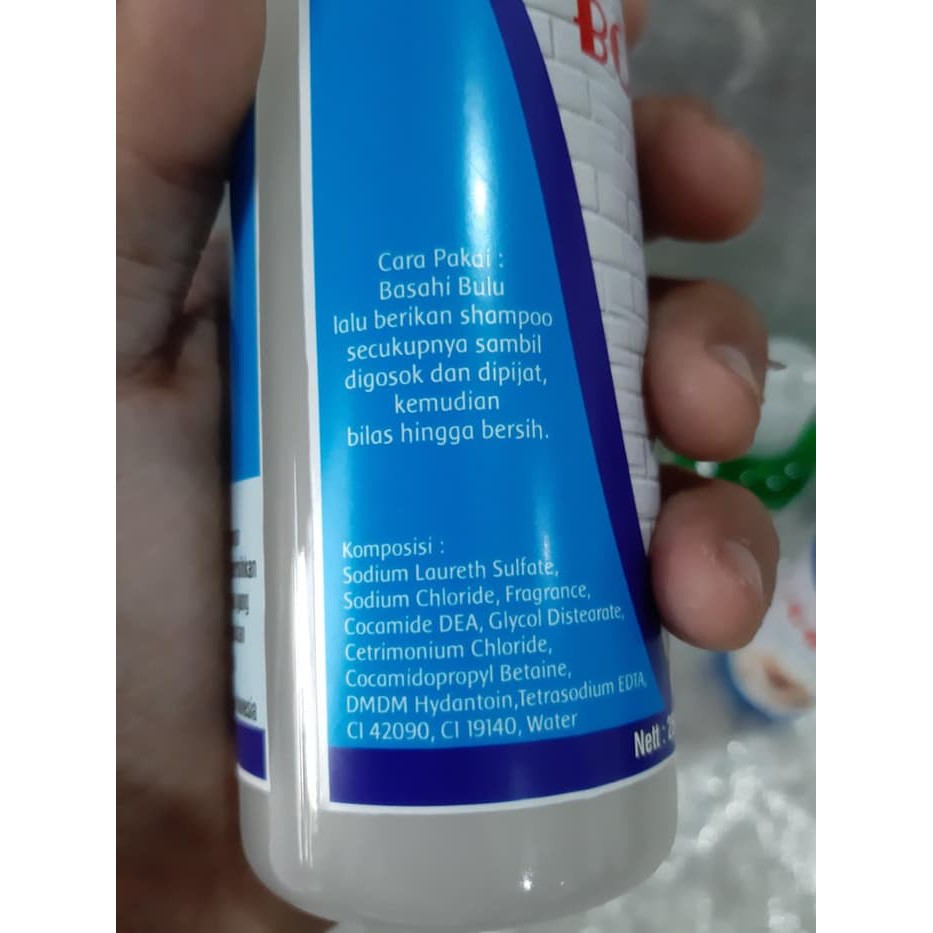 Cara Pakai :
Basahi Bulu
lalu berikan shampoo
secukupnya sambil
digosok dan dipijat,
kemudian
bilas hingga bersih.
Komposisi :
Sodium Laureth Sulfate,
Sodium Chloride, Fragrance,
Cocamide DEA, Glycol Distearate,
Cetrimonium Chloride,
Cocamidopropyl Betaine,
DMDM Hydantoin,Tetrasodium EDTA,
CI 42090, CI 19140, Water
Nett :